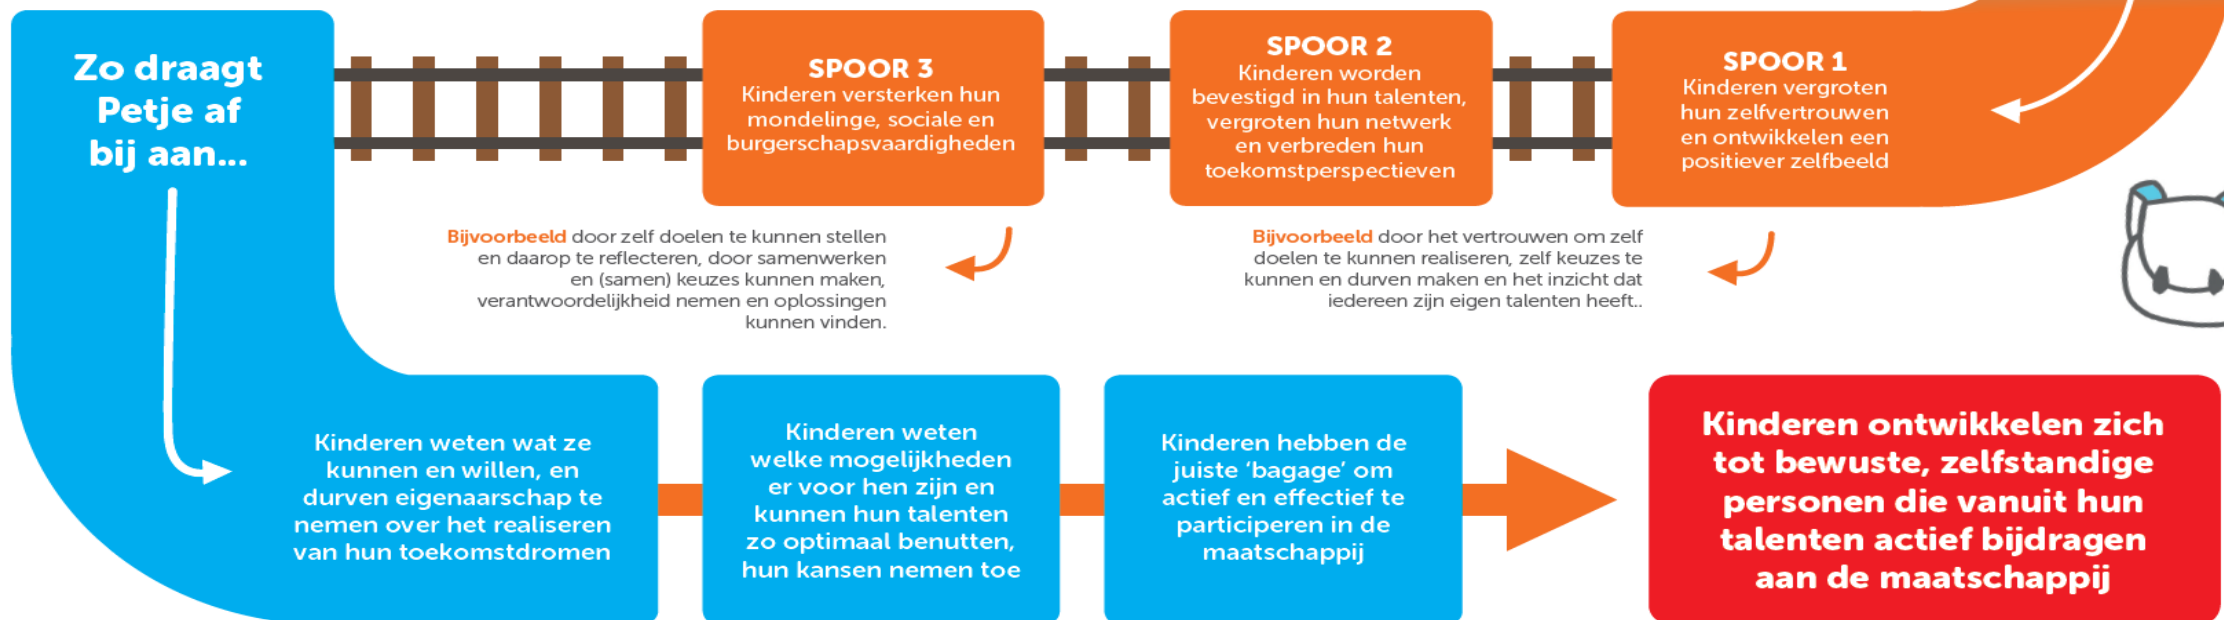 SPOOR 1
Kinderen vergroten
hun zelfvertrouwen
en ontwikkelen een
positiever zelfbeeld
Bijvoorbeeld door het vertrouwen om zelf
doelen te kunnen realiseren, zelf keuzes te
kunnen en durven maken en het inzicht dat
iedereen zijn eigen talenten heeft..
SPOOR 2
Kinderen worden
bevestigd in hun talenten,
vergroten hun netwerk
en verbreden hun
toekomstperspectieven
SPOOR 3
Kinderen versterken hun
mondelinge, sociale en
burgerschapsvaardigheden
Bijvoorbeeld door zelf doelen te kunnen stellen
en daarop te reflecteren, door samenwerken
en (samen) keuzes kunnen maken,
verantwoordelijkheid nemen en oplossingen
kunnen vinden.
Zo draagt
Petje af
bij aan...
Kinderen weten wat ze
kunnen en willen, en
durven eigenaarschap te
nemen over het realiseren
van hun toekomstdromen
Kinderen weten
welke mogelijkheden
er voor hen zijn en
kunnen hun talenten
zo optimaal benutten,
hun kansen nemen toe
Kinderen hebben de
juiste ‘bagage’ om
actief en effectief te
participeren in de
maatschappij
Kinderen ontwikkelen zich
tot bewuste, zelfstandige
personen die vanuit hun
talenten actief bijdragen
aan de maatschappij